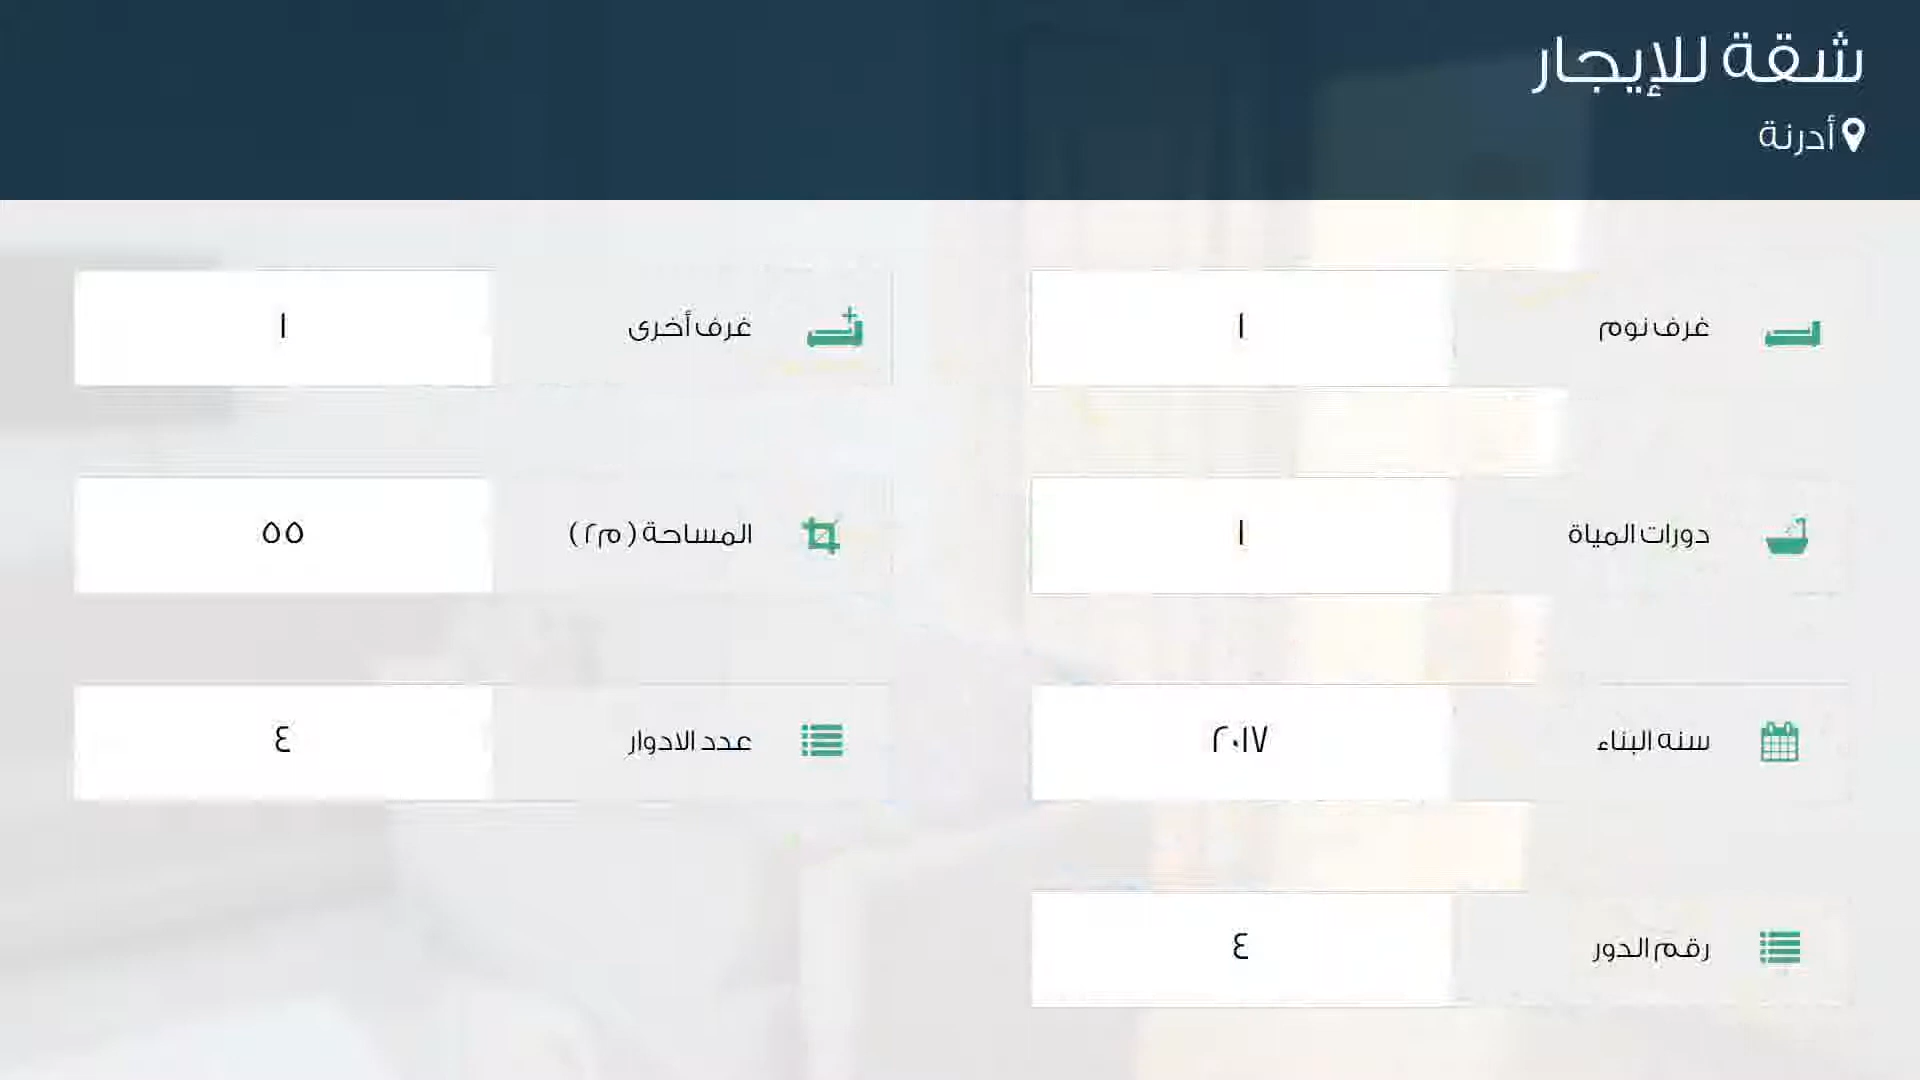 شقة للإيجار
أدرنة
غرف نوم ١
غرف أخرى ١
دورات المياة ١
المساحة ( م٢ ) ٥٥
سنه البناء ٢٠١٧
عدد الادوار ٤
رقم الدور ٤